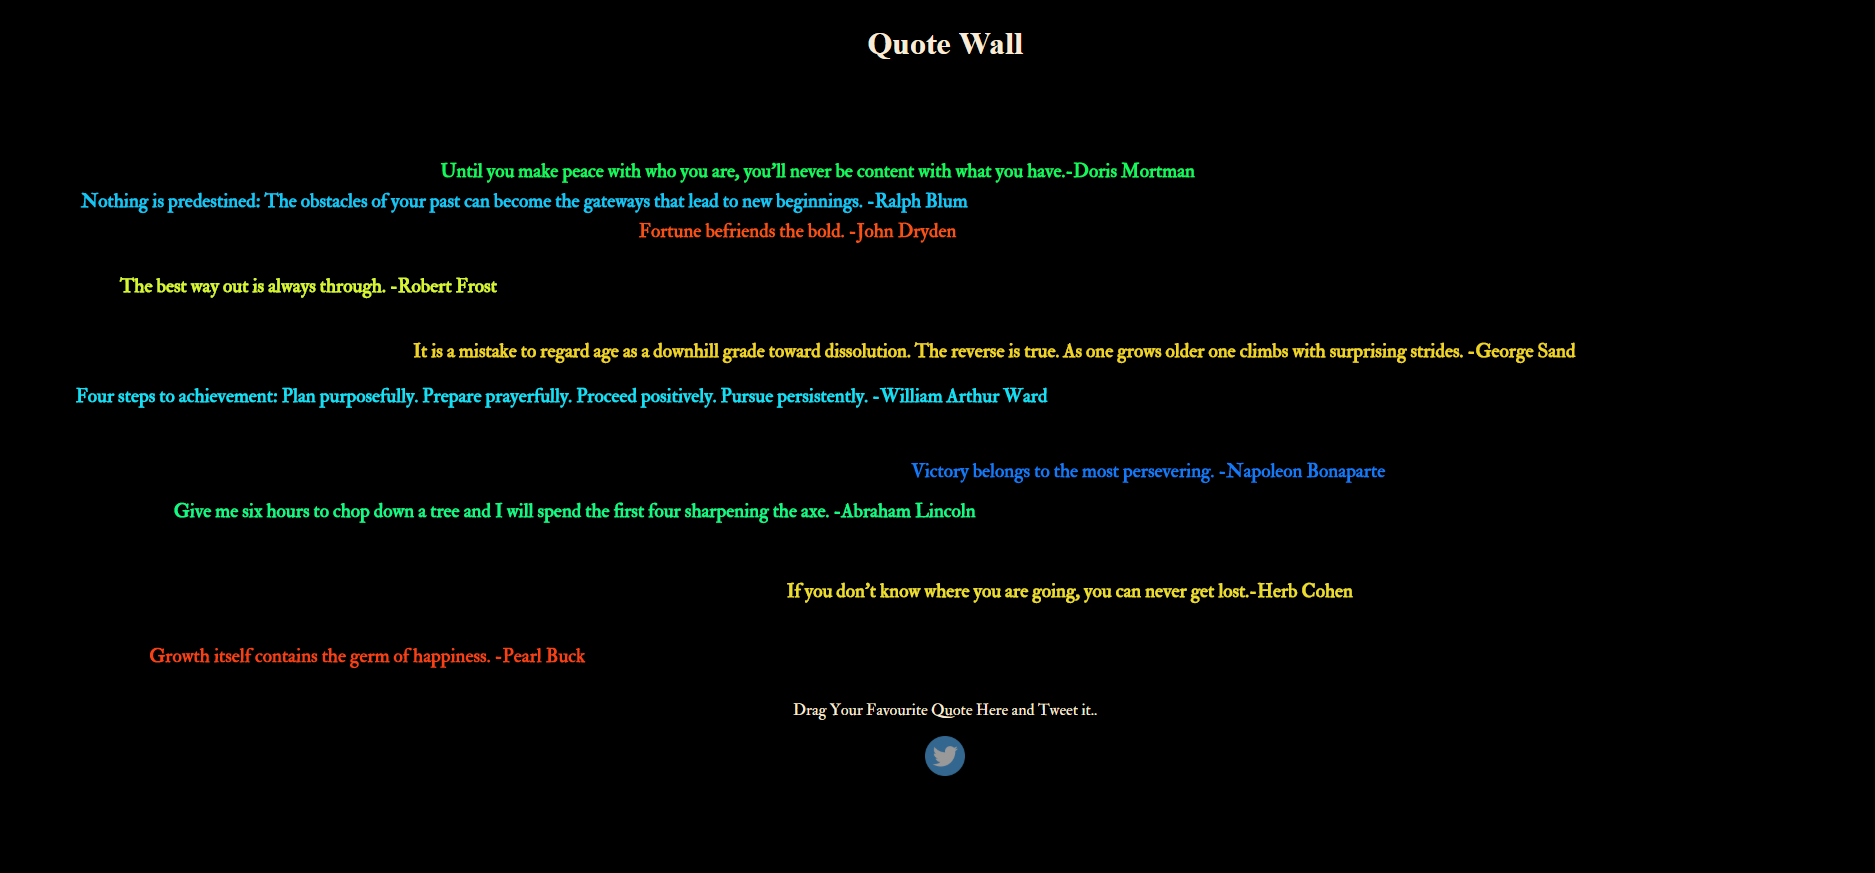 Quote Wall
Until you make peace with who you are, you'll never be content with what you have.-Doris Mortman
Nothing is predestined: The obstacles of your past can become the gateways that lead to new beginnings. -Ralph Blum
Fortune befriends the bold. -John Dryden
The best way out is always through. -Robert Frost
It is a mistake to regard age as a downhill grade toward dissolution. The reverse is true. As one grows older one climbs with surprising strides. -George Sand
Four steps to achievement: Plan purposefully. Prepare prayerfully. Proceed positively. Pursue persistently. -William Arthur Ward
Victory belongs to the most persevering. -Napoleon Bonaparte
Give me six hours to chop down a tree and I will spend the first four sharpening the axe. -Abraham Lincoln
If you don't know where you are going, you can never get lost.-Herb Cohen
Growth itself contains the germ of happiness. -Pearl Buck
Drag Your Favourite Quote Here and Tweet it..